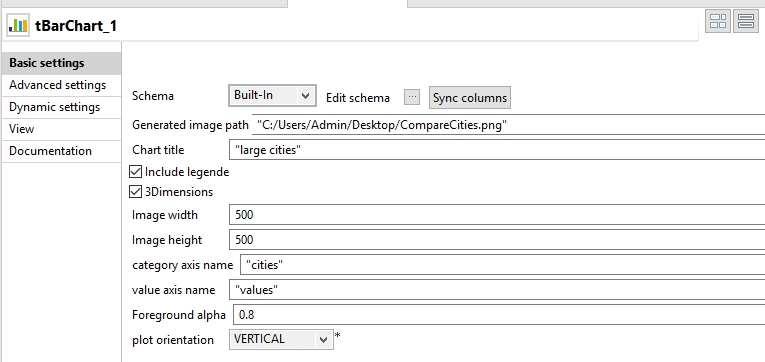 tBarChart_1
Basic settings
Advanced settings
Dynamic settings
View
Documentation
Schema Built-In Edit schema ... Sync columns
Generated image path "C:/Users/Admin/Desktop/CompareCities.png"
Chart title "large cities"
Include legende
3Dimensions
Image width 500
Image height 500
category axis name "cities"
value axis name "values"
Foreground alpha 0.8
plot orientation VERTICAL *